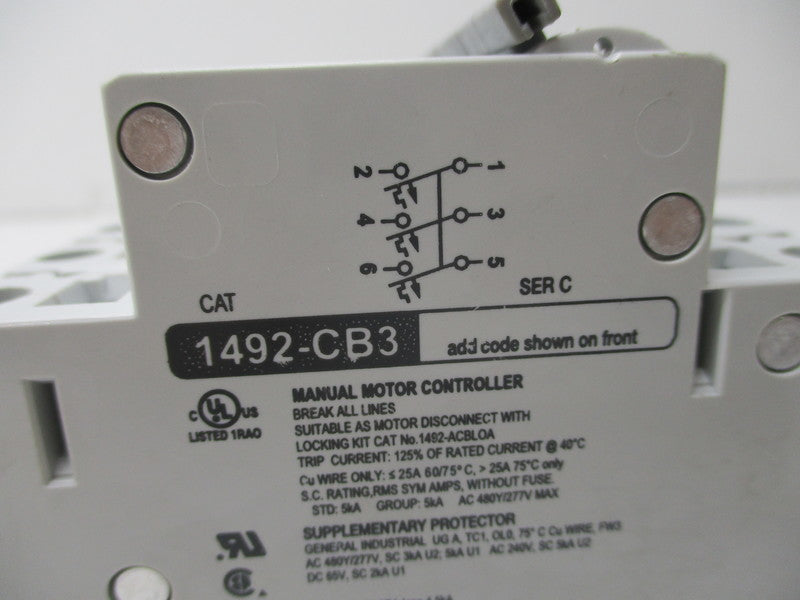 2 1
4 3
6 5
CAT SER C
1492-CB3 add code shown on front
MANUAL MOTOR CONTROLLER
BREAK ALL LINES
SUITABLE AS MOTOR DISCONNECT WITH
LOCKING KIT CAT No.1492-ACBLOA
TRIP CURRENT: 125% OF RATED CURRENT @ 40°C
Cu WIRE ONLY: ≤ 25A 60/75°C, > 25A 75°C only
S.C. RATING,RMS SYM AMPS, WITHOUT FUSE.
STD: 5kA GROUP: 5kA AC 480Y/277V MAX
C UL US
LISTED 1RAO
SUPPLEMENTARY PROTECTOR
GENERAL INDUSTRIAL UG A, TC1, OL0, 75° C Cu WIRE, FW3
AC 480Y/277V, SC 3kA U2; 5kA U1 AC 240V, SC 5kA U2
DC 65V, SC 2kA U1